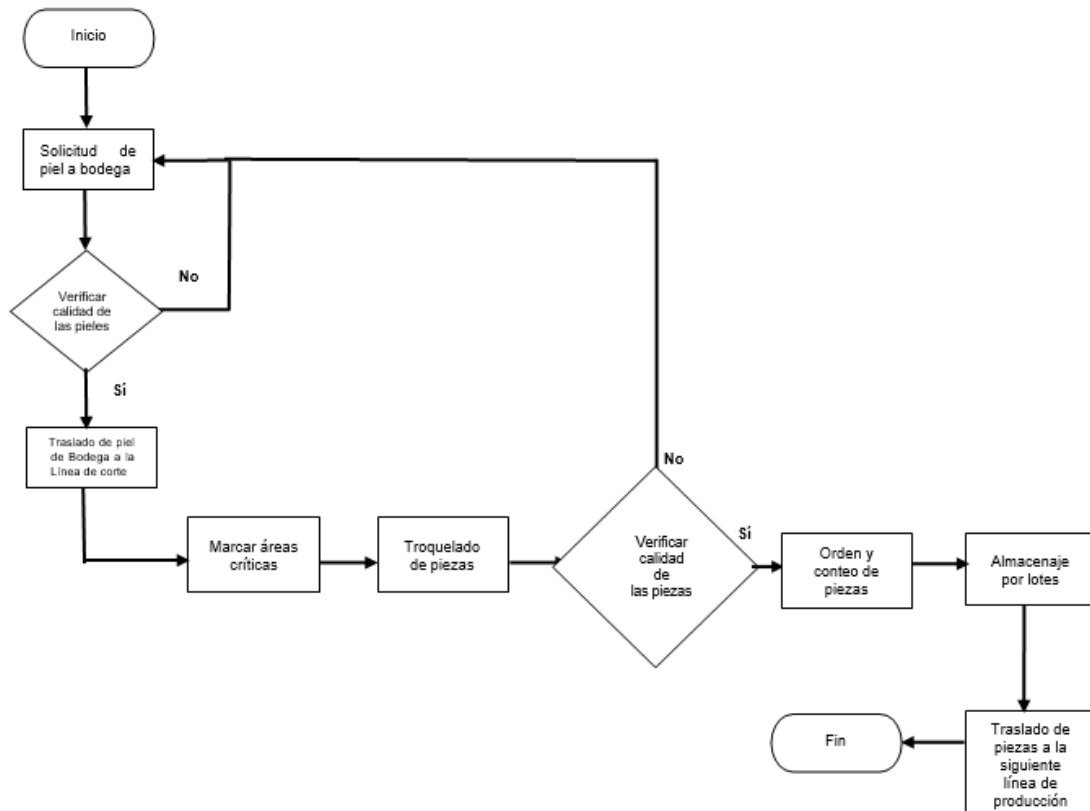 Inicio
Solicitud de
piel a bodega
Verificar
calidad de
las pieles
No
Sí
Traslado de piel
de Bodega a la
Línea de corte
Marcar áreas
críticas
Troquelado
de piezas
Verificar
calidad
de
las piezas
No
Sí
Orden y
conteo de
piezas
Almacenaje
por lotes
Traslado de
piezas a la
siguiente
línea de
producción
Fin